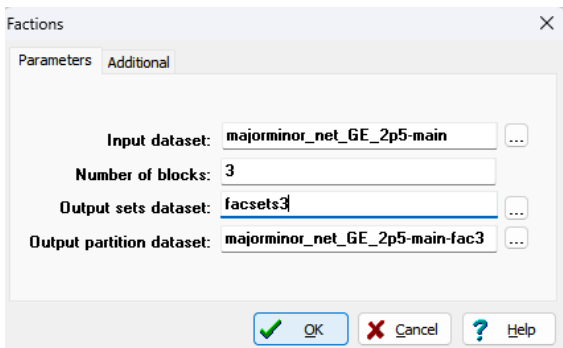 Factions
Parameters Additional
Input dataset: majorminor_net_GE_2p5-main ...
Number of blocks: 3
Output sets dataset: facsets3 ...
Output partition dataset: majorminor_net_GE_2p5-main-fac3 ...
OK Cancel ? Help